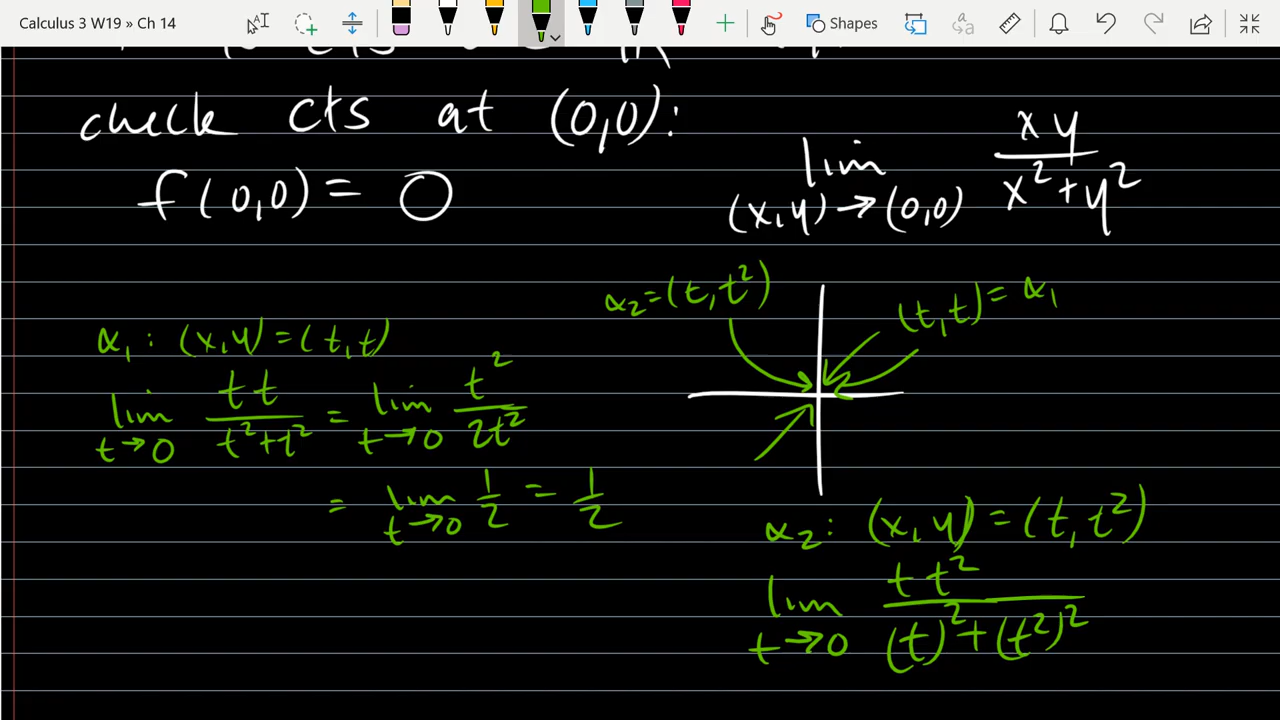 Calculus 3 W19 » Ch 14
Shapes
check cts at (0,0):
f(0,0) = 0
lim (x,y)→(0,0) xy / x²+y²
α₂=(t,t²)
(t,t)=α₁
α₁: (x,y)=(t,t)
lim t→0 t t / t²+t² = lim t→0 t² / 2t²
= lim t→0 1/2 = 1/2
α₂: (x,y)=(t,t²)
lim t→0 t t² / (t)²+(t²)²